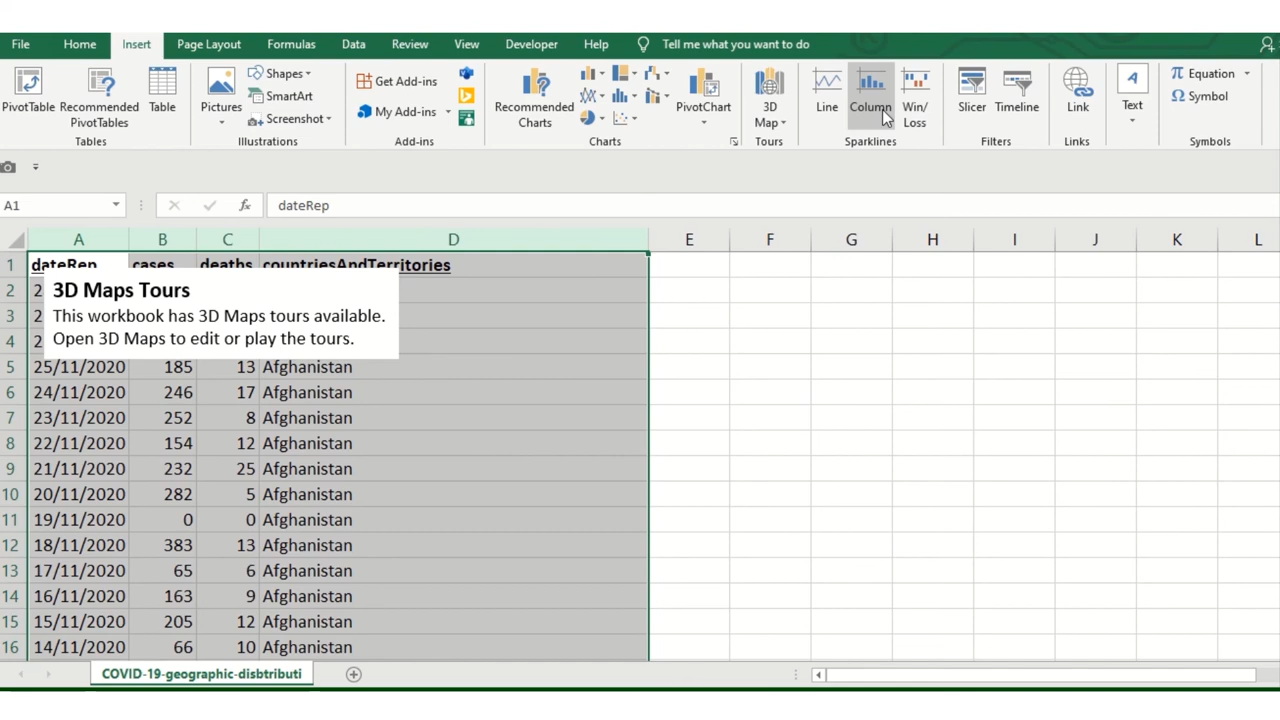 File Home Insert Page Layout Formulas Data Review View Developer Help Tell me what you want to do
PivotTable
Recommended
PivotTables
Table
Tables
Pictures
Shapes
SmartArt
Screenshot
Illustrations
Get Add-ins
My Add-ins
Add-ins
Recommended
Charts
PivotChart
Charts
3D
Map
Tours
Line
Column
Win/
Loss
Sparklines
Slicer
Timeline
Filters
Link
Links
A
Text
π Equation
Ω Symbol
Symbols
A1 fx dateRep
A B C D E F G H I J K L
1 dateRep cases deaths countriesAndTerritories
3D Maps Tours
This workbook has 3D Maps tours available.
Open 3D Maps to edit or play the tours.
2 2
3 2
4 2
5 25/11/2020 185 13 Afghanistan
6 24/11/2020 246 17 Afghanistan
7 23/11/2020 252 8 Afghanistan
8 22/11/2020 154 12 Afghanistan
9 21/11/2020 232 25 Afghanistan
10 20/11/2020 282 5 Afghanistan
11 19/11/2020 0 0 Afghanistan
12 18/11/2020 383 13 Afghanistan
13 17/11/2020 65 6 Afghanistan
14 16/11/2020 163 9 Afghanistan
15 15/11/2020 205 12 Afghanistan
16 14/11/2020 66 10 Afghanistan
COVID-19-geographic-disbtributi